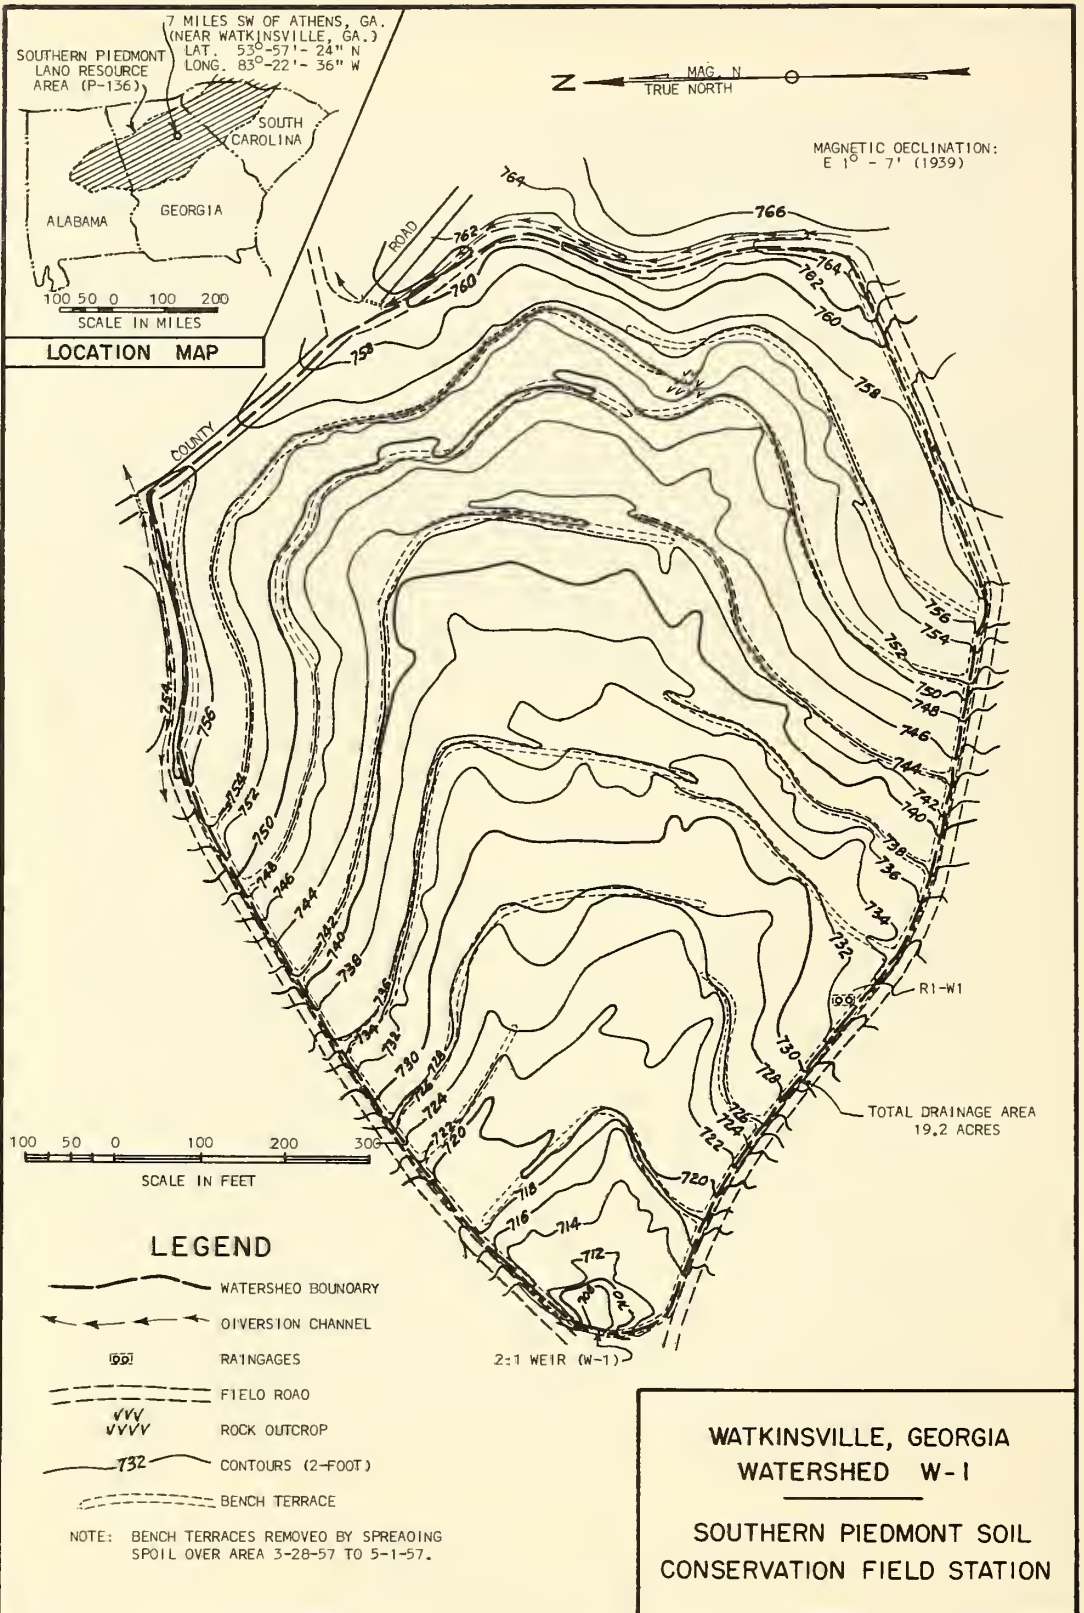 7 MILES SW OF ATHENS, GA.
(NEAR WATKINSVILLE, GA.)
LAT. 53°-57'- 24" N
LONG. 83°-22'- 36" W
SOUTHERN PIEDMONT
LAND RESOURCE
AREA (P-136)
SOUTH
CAROLINA
ALABAMA
GEORGIA
100 50 0 100 200
SCALE IN MILES
LOCATION MAP
N
MAG. N
TRUE NORTH
MAGNETIC OECLINATION:
E 1° - 7' (1939)
764
766
ROAD
762
760
764
762
760
758
758
COUNTY
756
754
752
750
748
746
744
742
740
738
736
734
732
754
756
754
752
750
748
746
744
742
740
738
736
734
732
730
728
726
724
722
720
R1-W1
730
728
726
724
722
720
TOTAL DRAINAGE AREA
19.2 ACRES
718
716
714
712
708
710
2:1 WEIR (W-1)
100 50 0 100 200 300
SCALE IN FEET
LEGEND
WATERSHEO BOUNOARY
OIVERSION CHANNEL
RAINGAGES
FIELO ROAO
ROCK OUTCROP
732 CONTOURS (2-FOOT)
BENCH TERRACE
NOTE: BENCH TERRACES REMOVED BY SPREAOING
SPOIL OVER AREA 3-28-57 TO 5-1-57.
WATKINSVILLE, GEORGIA
WATERSHED W-1
SOUTHERN PIEDMONT SOIL
CONSERVATION FIELD STATION